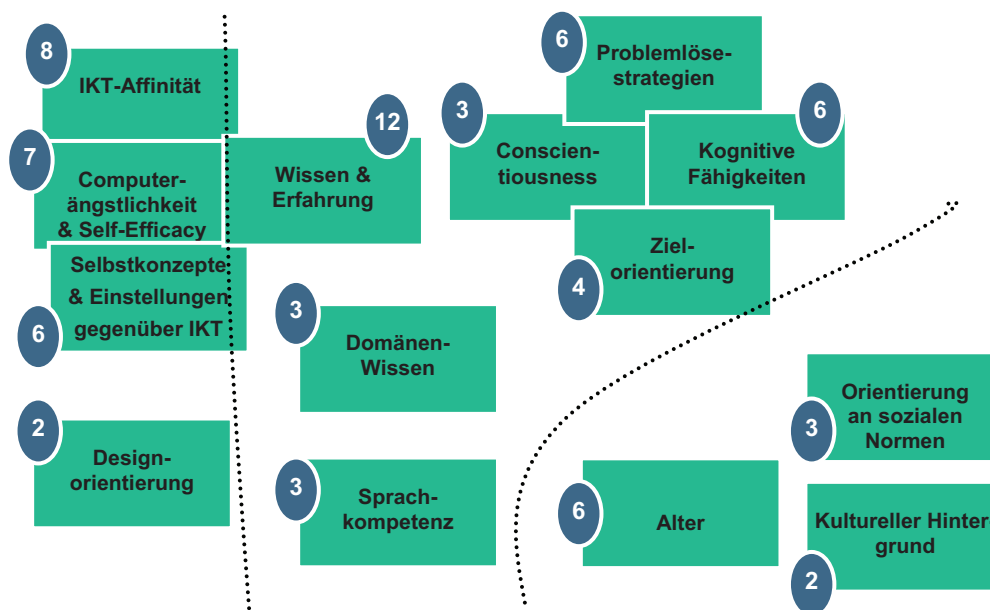 8
IKT-Affinität
7
Computer-
ängstlichkeit
& Self-Efficacy
12
Wissen &
Erfahrung
Selbstkonzepte
& Einstellungen
gegenüber IKT
6
2
Design-
orientierung
3
Domänen-
Wissen
3
Sprach-
kompetenz
6
Problemlöse-
strategien
3
Conscien-
tiousness
6
Kognitive
Fähigkeiten
Ziel-
orientierung
4
Orientierung
an sozialen
Normen
3
6
Alter
Kultureller Hinter-
grund
2